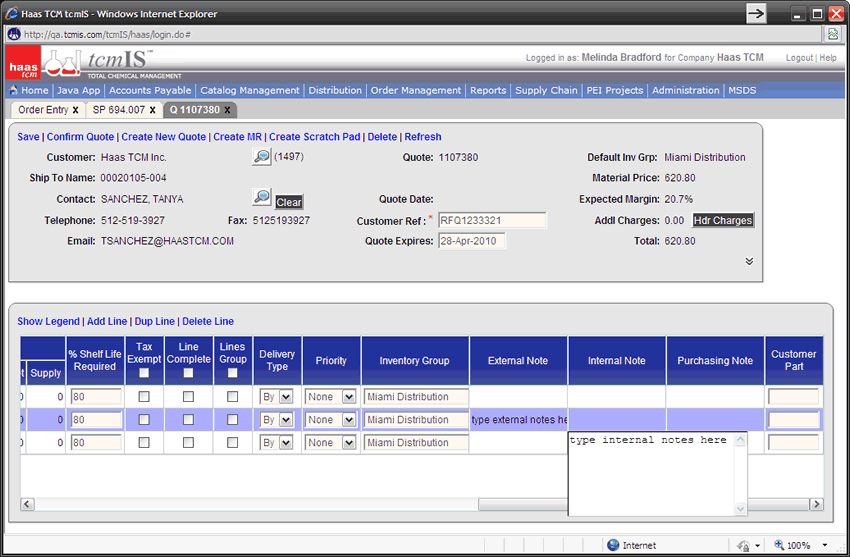 Haas TCM tcmIS - Windows Internet Explorer
http://qa.tcmis.com/tcmIS/haas/login.do#
haas tcm
tcmIS™
TOTAL CHEMICAL MANAGEMENT
Logged in as: Melinda Bradford for Company Haas TCM
Logout | Help
Home | Java App | Accounts Payable | Catalog Management | Distribution | Order Management | Reports | Supply Chain | PEI Projects | Administration | MSDS
Order Entry x SP 694.007 x Q 1107380 x
Save | Confirm Quote | Create New Quote | Create MR | Create Scratch Pad | Delete | Refresh
Customer: Haas TCM Inc. (1497) Quote: 1107380 Default Inv Grp: Miami Distribution
Ship To Name: 00020105-004 Material Price: 620.80
Contact: SANCHEZ, TANYA Clear Quote Date: Expected Margin: 20.7%
Telephone: 512-519-3927 Fax: 5125193927 Customer Ref :* RFQ1233321 Addl Charges: 0.00 Hdr Charges
Email: TSANCHEZ@HAASTCM.COM Quote Expires: 28-Apr-2010 Total: 620.80
Show Legend | Add Line | Dup Line | Delete Line
Supply % Shelf Life Required Tax Exempt Line Complete Lines Group Delivery Type Priority Inventory Group External Note Internal Note Purchasing Note Customer Part
0 80 By None Miami Distribution
0 80 By None Miami Distribution type external notes he
0 80 By None Miami Distribution
type internal notes here
Internet 100%